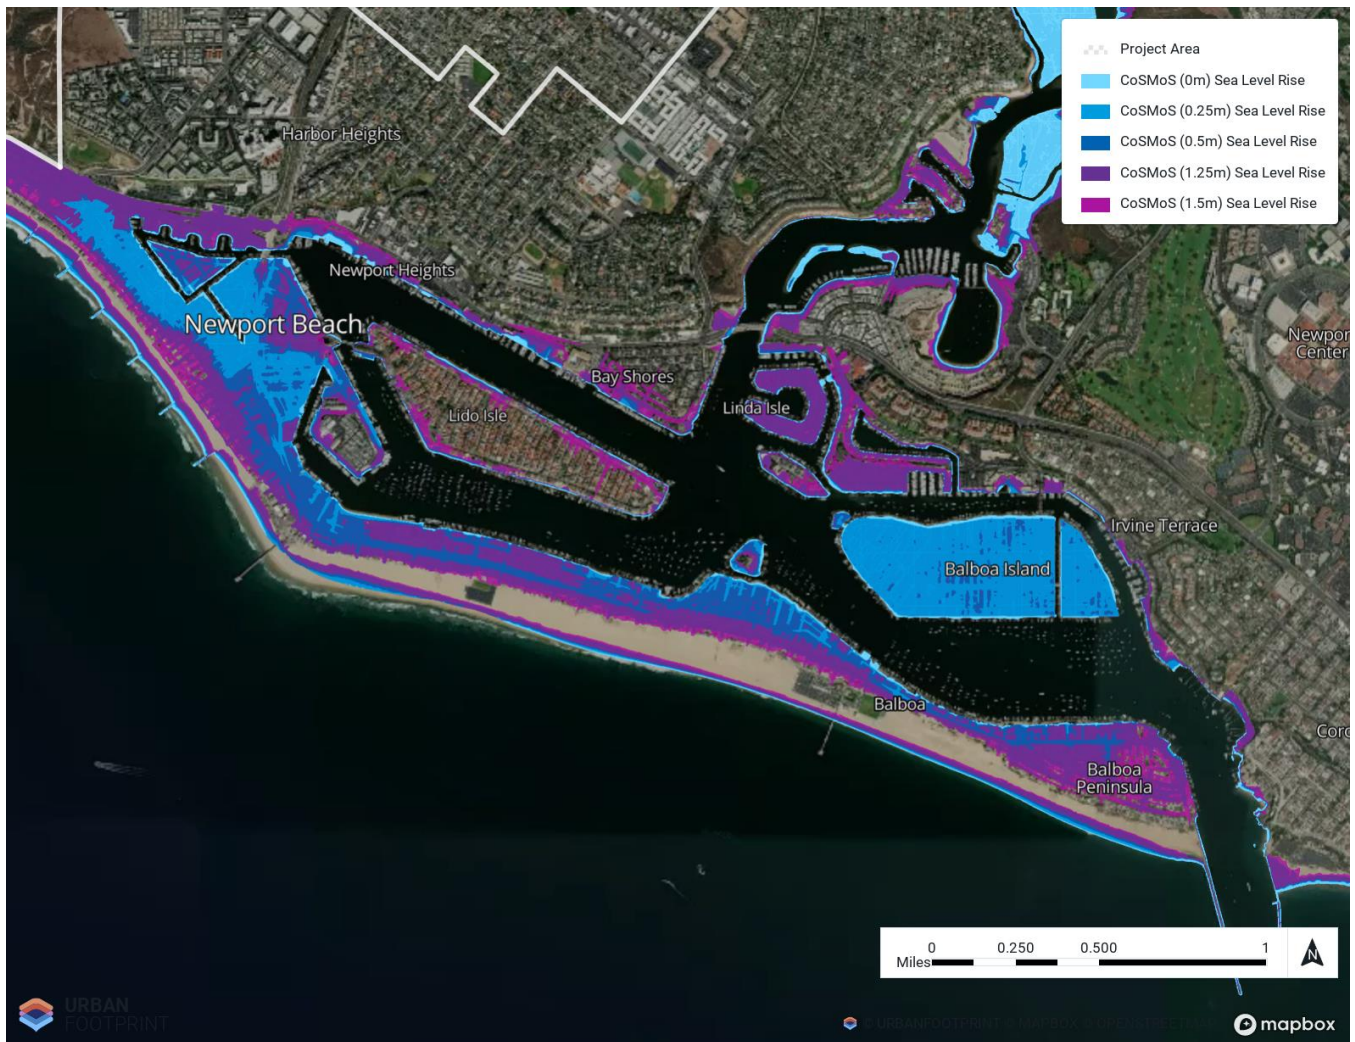 Project Area
CoSMoS (0m) Sea Level Rise
CoSMoS (0.25m) Sea Level Rise
CoSMoS (0.5m) Sea Level Rise
CoSMoS (1.25m) Sea Level Rise
CoSMoS (1.5m) Sea Level Rise
Harbor Heights
Newport Heights
Newport Beach
Newpor
Center
Bay Shores
Lido Isle
Linda Isle
Irvine Terrace
Balboa Island
Balboa
Coro
Balboa
Peninsula
0 0.250 0.500 1
Miles
N
URBAN
FOOTPRINT
© URBANFOOTPRINT © MAPBOX
mapbox